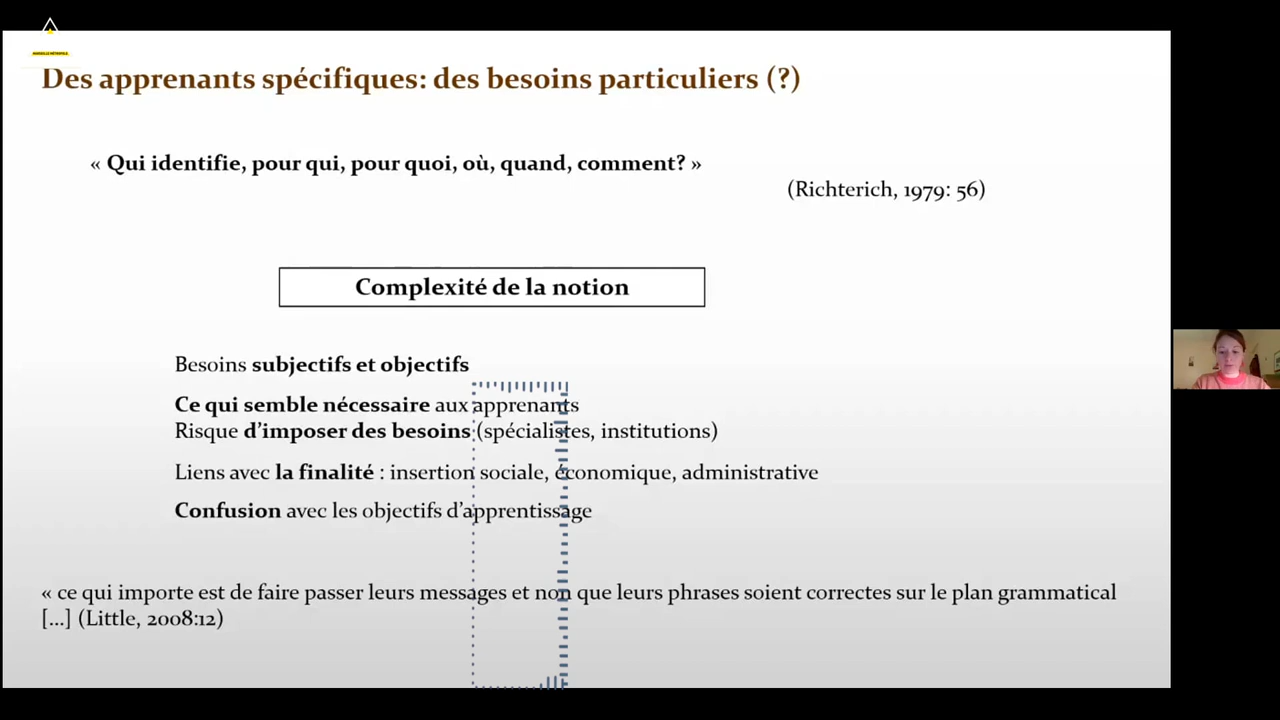 MARSEILLE MÉTROPOLE
Des apprenants spécifiques: des besoins particuliers (?)
« Qui identifie, pour qui, pour quoi, où, quand, comment? »
(Richterich, 1979: 56)
Complexité de la notion
Besoins subjectifs et objectifs
Ce qui semble nécessaire aux apprenants
Risque d’imposer des besoins (spécialistes, institutions)
Liens avec la finalité : insertion sociale, économique, administrative
Confusion avec les objectifs d’apprentissage
« ce qui importe est de faire passer leurs messages et non que leurs phrases soient correctes sur le plan grammatical
[…] (Little, 2008:12)